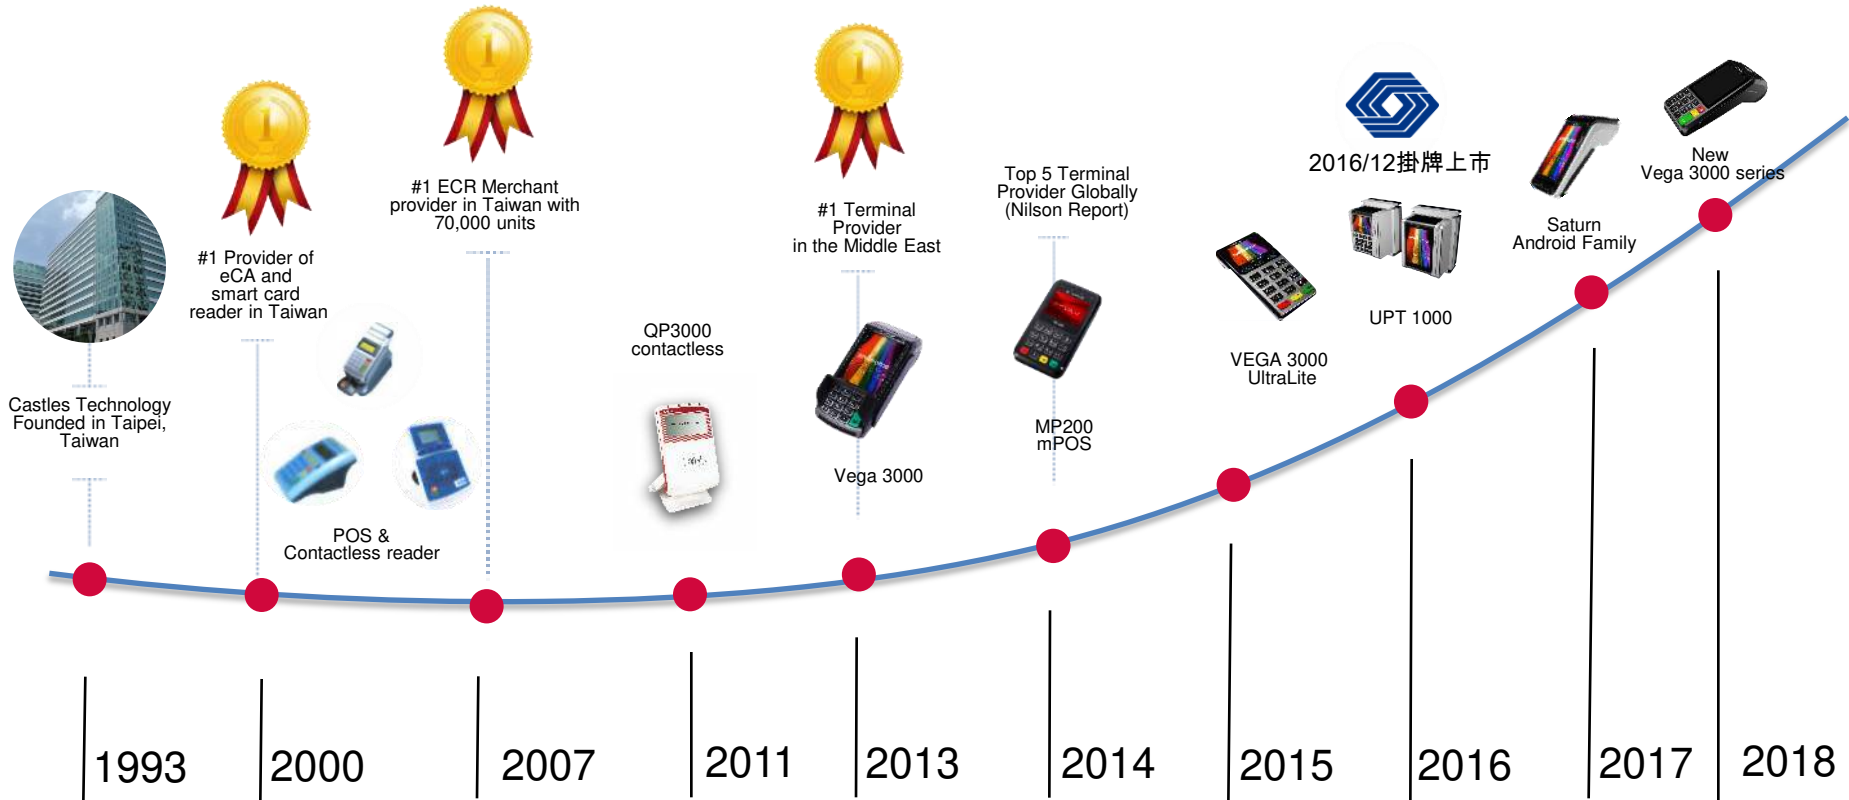 Castles Technology
Founded in Taipei,
Taiwan
#1 Provider of
eCA and
smart card
reader in Taiwan
POS &
Contactless reader
#1 ECR Merchant
provider in Taiwan with
70,000 units
QP3000
contactless
#1 Terminal
Provider
in the Middle East
Vega 3000
Top 5 Terminal
Provider Globally
(Nilson Report)
MP200
mPOS
VEGA 3000
UltraLite
2016/12掛牌上市
UPT 1000
Saturn
Android Family
New
Vega 3000 series
1
1
1
1993
2000
2007
2011
2013
2014
2015
2016
2017
2018